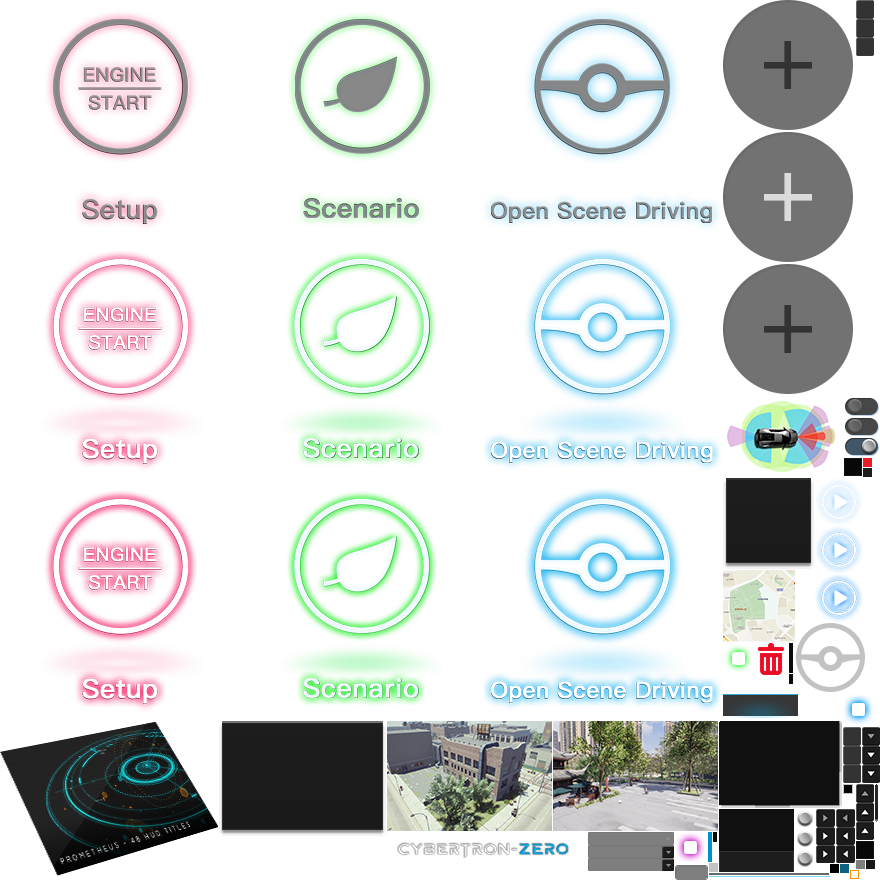 ENGINE
START
Setup
Scenario
Open Scene Driving
ENGINE
START
Setup
Scenario
Open Scene Driving
ENGINE
START
Setup
Scenario
Open Scene Driving
PROMETHEUS - 48 HUD TITLES
CYBERTRON-ZERO